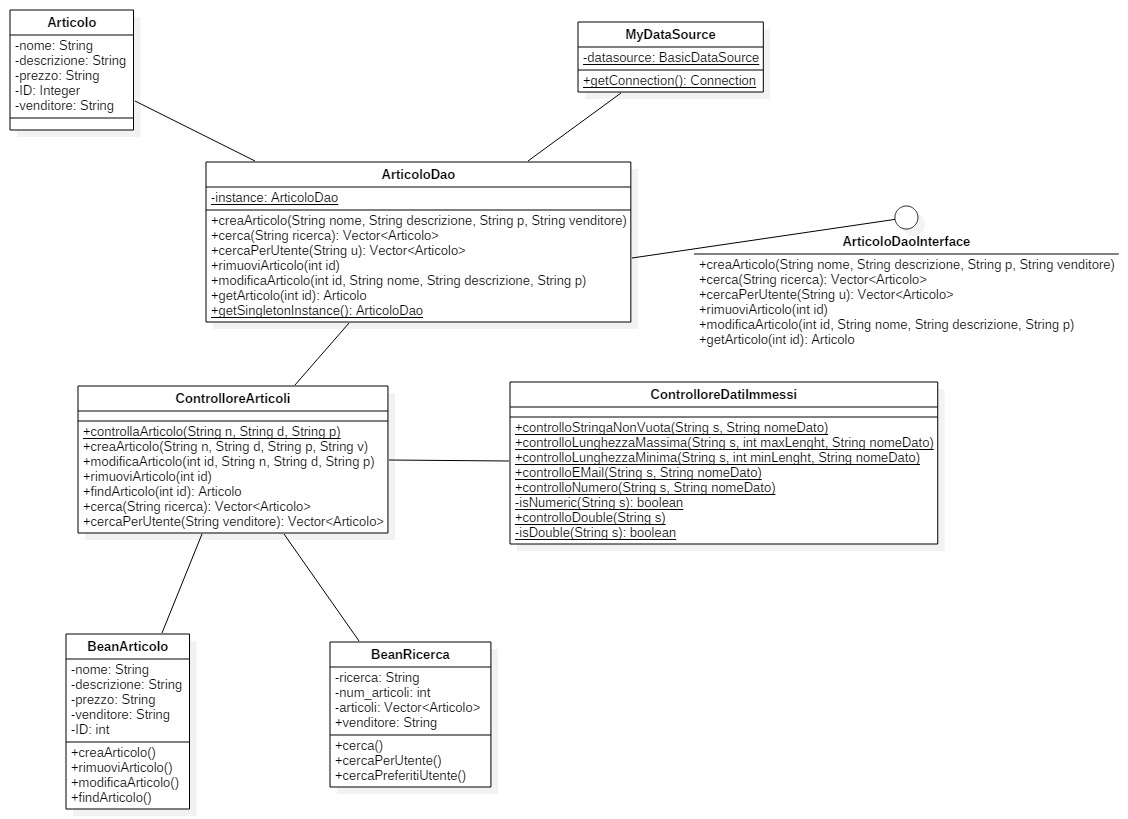 Articolo
-nome: String
-descrizione: String
-prezzo: String
-ID: Integer
-venditore: String
MyDataSource
-datasource: BasicDataSource
+getConnection(): Connection
ArticoloDao
-instance: ArticoloDao
+creaArticolo(String nome, String descrizione, String p, String venditore)
+cerca(String ricerca): Vector<Articolo>
+cercaPerUtente(String u): Vector<Articolo>
+rimuoviArticolo(int id)
+modificaArticolo(int id, String nome, String descrizione, String p)
+getArticolo(int id): Articolo
+getSingletonInstance(): ArticoloDao
ArticoloDaoInterface
+creaArticolo(String nome, String descrizione, String p, String venditore)
+cerca(String ricerca): Vector<Articolo>
+cercaPerUtente(String u): Vector<Articolo>
+rimuoviArticolo(int id)
+modificaArticolo(int id, String nome, String descrizione, String p)
+getArticolo(int id): Articolo
ControlloreArticoli
+controllaArticolo(String n, String d, String p)
+creaArticolo(String n, String d, String p, String v)
+modificaArticolo(int id, String n, String d, String p)
+rimuoviArticolo(int id)
+findArticolo(int id): Articolo
+cerca(String ricerca): Vector<Articolo>
+cercaPerUtente(String venditore): Vector<Articolo>
ControlloreDatiImmessi
+controlloStringaNonVuota(String s, String nomeDato)
+controlloLunghezzaMassima(String s, int maxLenght, String nomeDato)
+controlloLunghezzaMinima(String s, int minLenght, String nomeDato)
+controlloEMail(String s, String nomeDato)
+controlloNumero(String s, String nomeDato)
-isNumeric(String s): boolean
+controlloDouble(String s)
-isDouble(String s): boolean
BeanArticolo
-nome: String
-descrizione: String
-prezzo: String
-venditore: String
-ID: int
+creaArticolo()
+rimuoviArticolo()
+modificaArticolo()
+findArticolo()
BeanRicerca
-ricerca: String
-num_articoli: int
-articoli: Vector<Articolo>
+venditore: String
+cerca()
+cercaPerUtente()
+cercaPreferitiUtente()